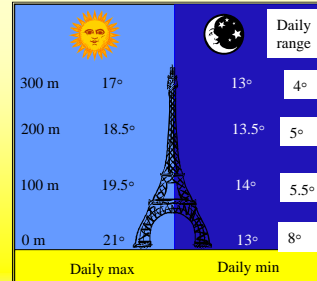 Daily
range
300 m 17° 13° 4°
200 m 18.5° 13.5° 5°
100 m 19.5° 14° 5.5°
0 m 21° 13° 8°
Daily max Daily min